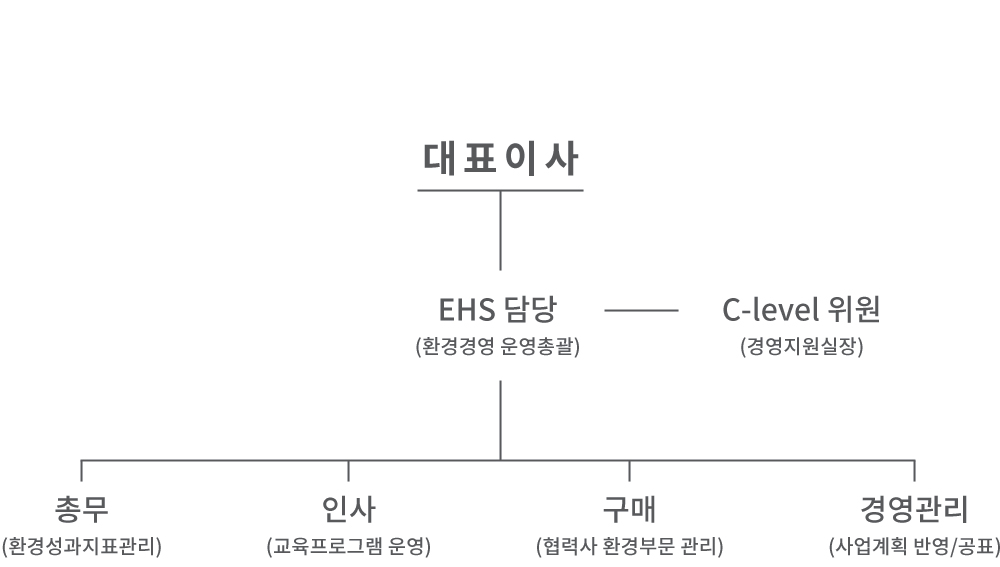 대표이사
EHS 담당
(환경경영 운영총괄)
C-level 위원
(경영지원실장)
총무
(환경성과지표관리)
인사
(교육프로그램 운영)
구매
(협력사 환경부문 관리)
경영관리
(사업계획 반영/공표)